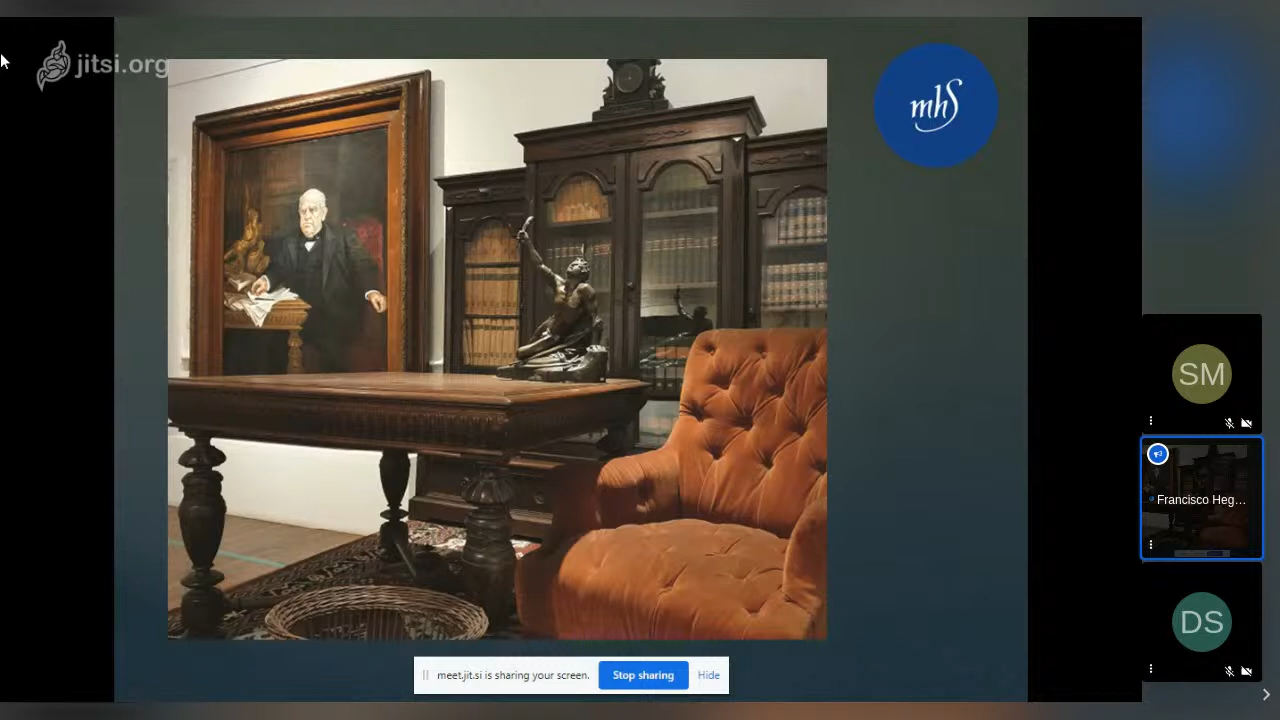 jitsi.org
mhS
SM
Francisco Heg…
meet.jit.si is sharing your screen.
Stop sharing
Hide
DS